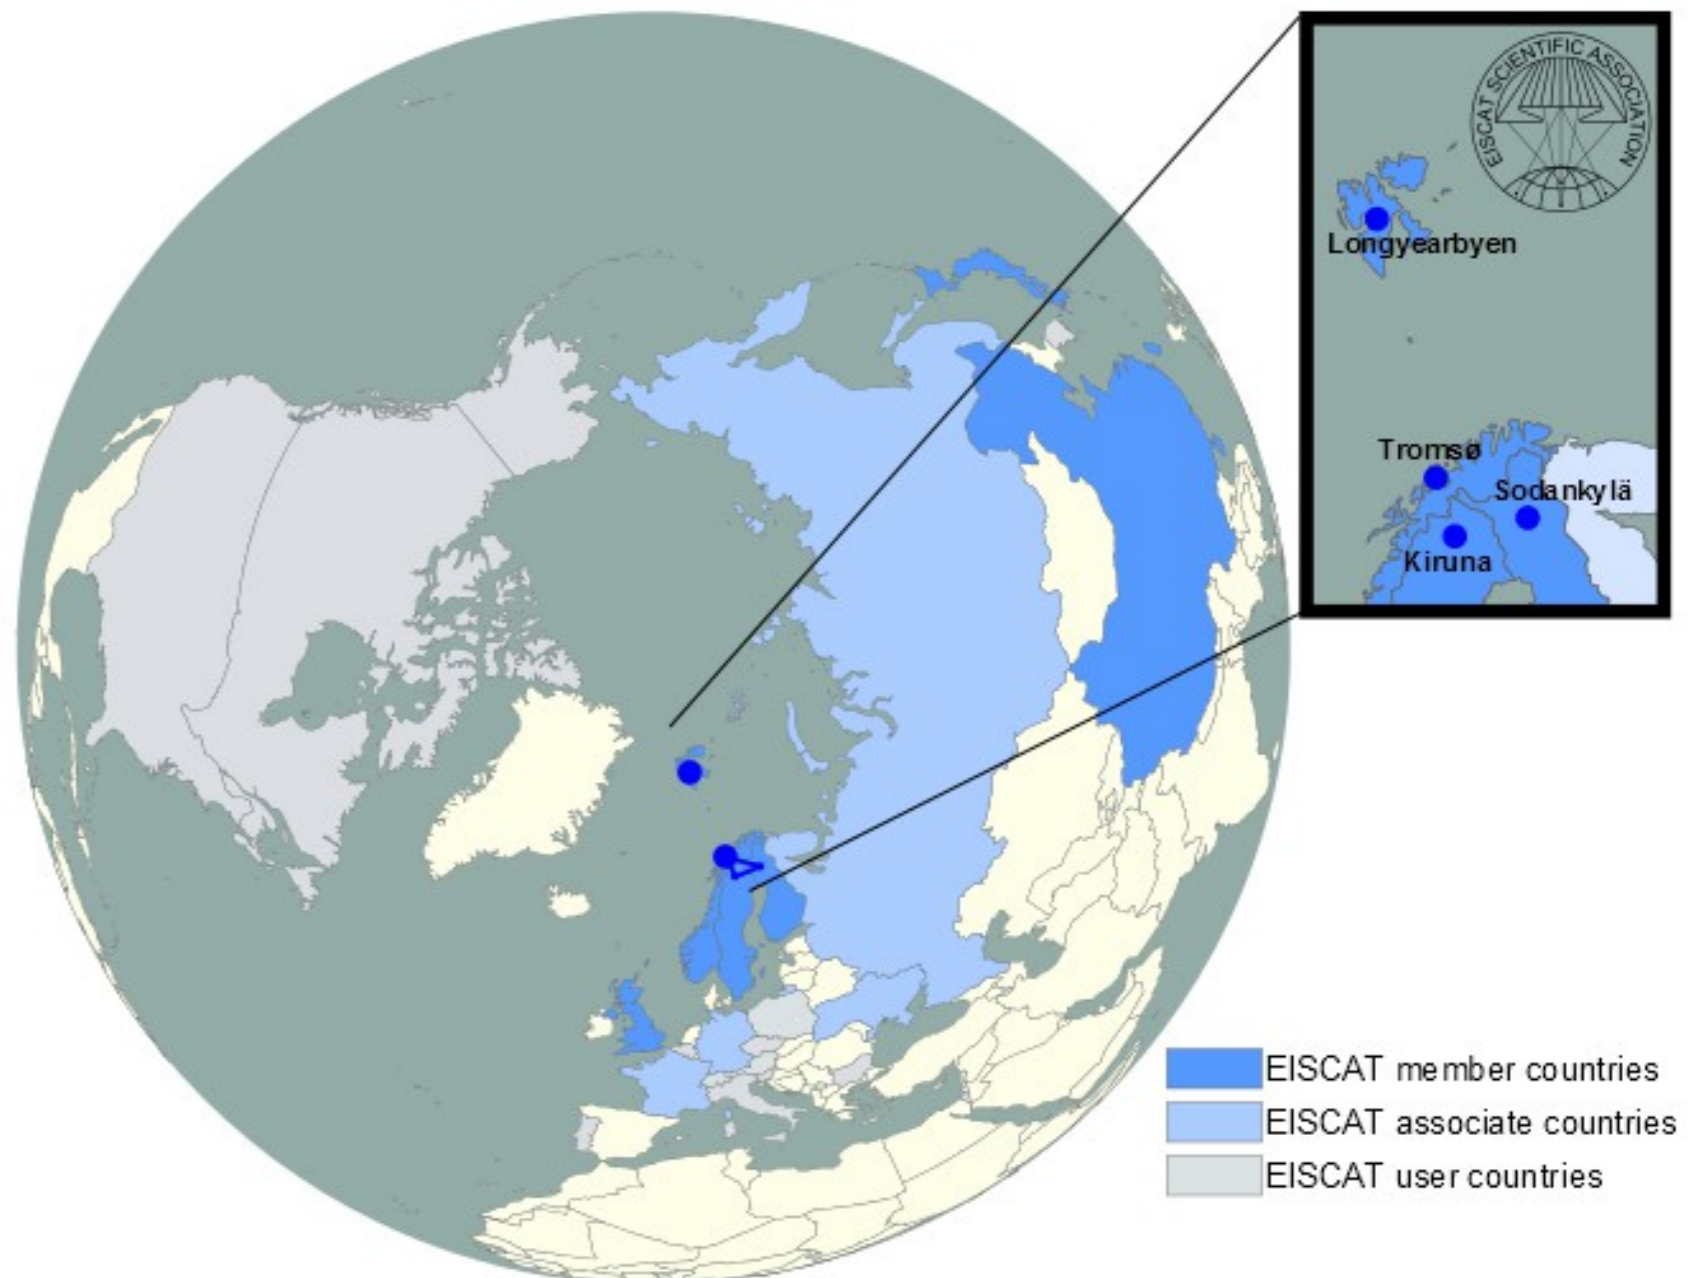 EISCAT SCIENTIFIC ASSOCIATION
Longyearbyen
Tromsø
Sodankylä
Kiruna
EISCAT member countries
EISCAT associate countries
EISCAT user countries